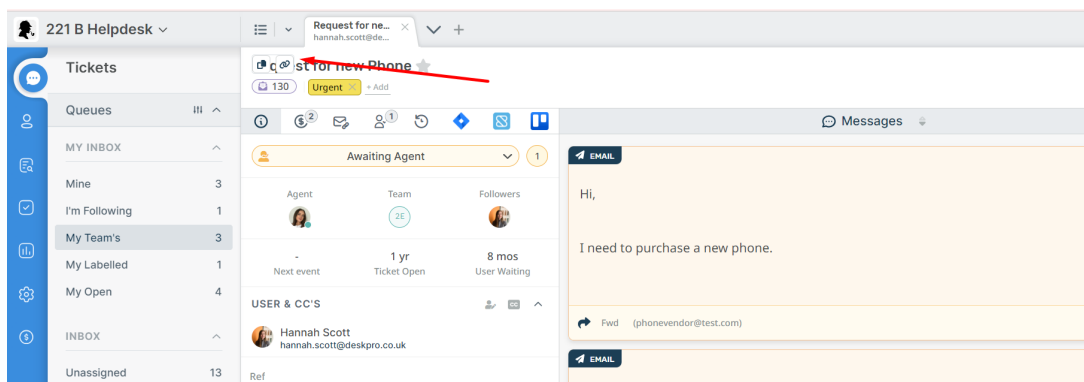 221 B Helpdesk
Request for ne...
hannah.scott@de...
Tickets
Queues
MY INBOX
Mine 3
I'm Following 1
My Team's 3
My Labelled 1
My Open 4
INBOX
Unassigned 13
quest for new Phone
130
Urgent
+ Add
2
1
Awaiting Agent
1
Agent
Team
Followers
2E
-
1 yr
8 mos
Next event
Ticket Open
User Waiting
USER & CC'S
CC
Hannah Scott
hannah.scott@deskpro.co.uk
Ref
Messages
EMAIL
Hi,
I need to purchase a new phone.
Fwd (phonevendor@test.com)
EMAIL